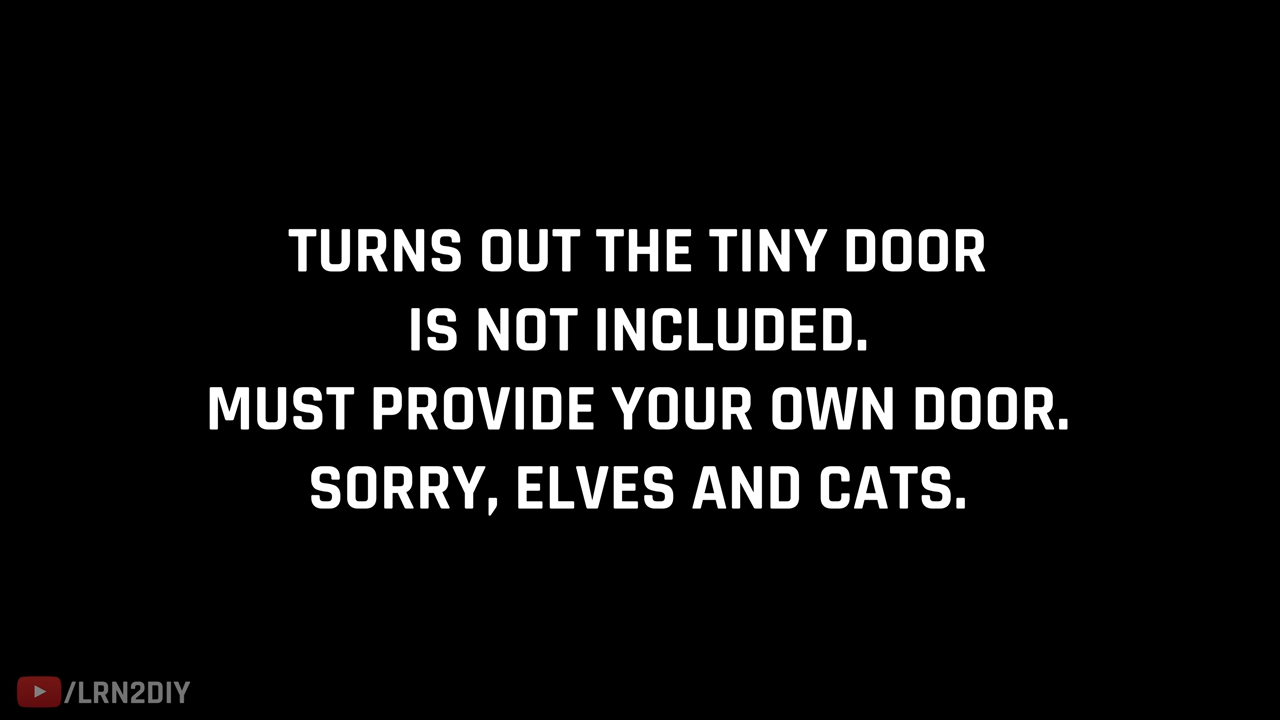 TURNS OUT THE TINY DOOR
IS NOT INCLUDED.
MUST PROVIDE YOUR OWN DOOR.
SORRY, ELVES AND CATS.
/LRN2DIY